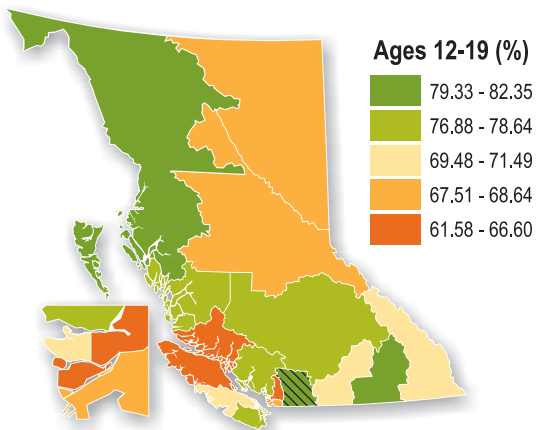 Ages 12-19 (%)
79.33 - 82.35
76.88 - 78.64
69.48 - 71.49
67.51 - 68.64
61.58 - 66.60